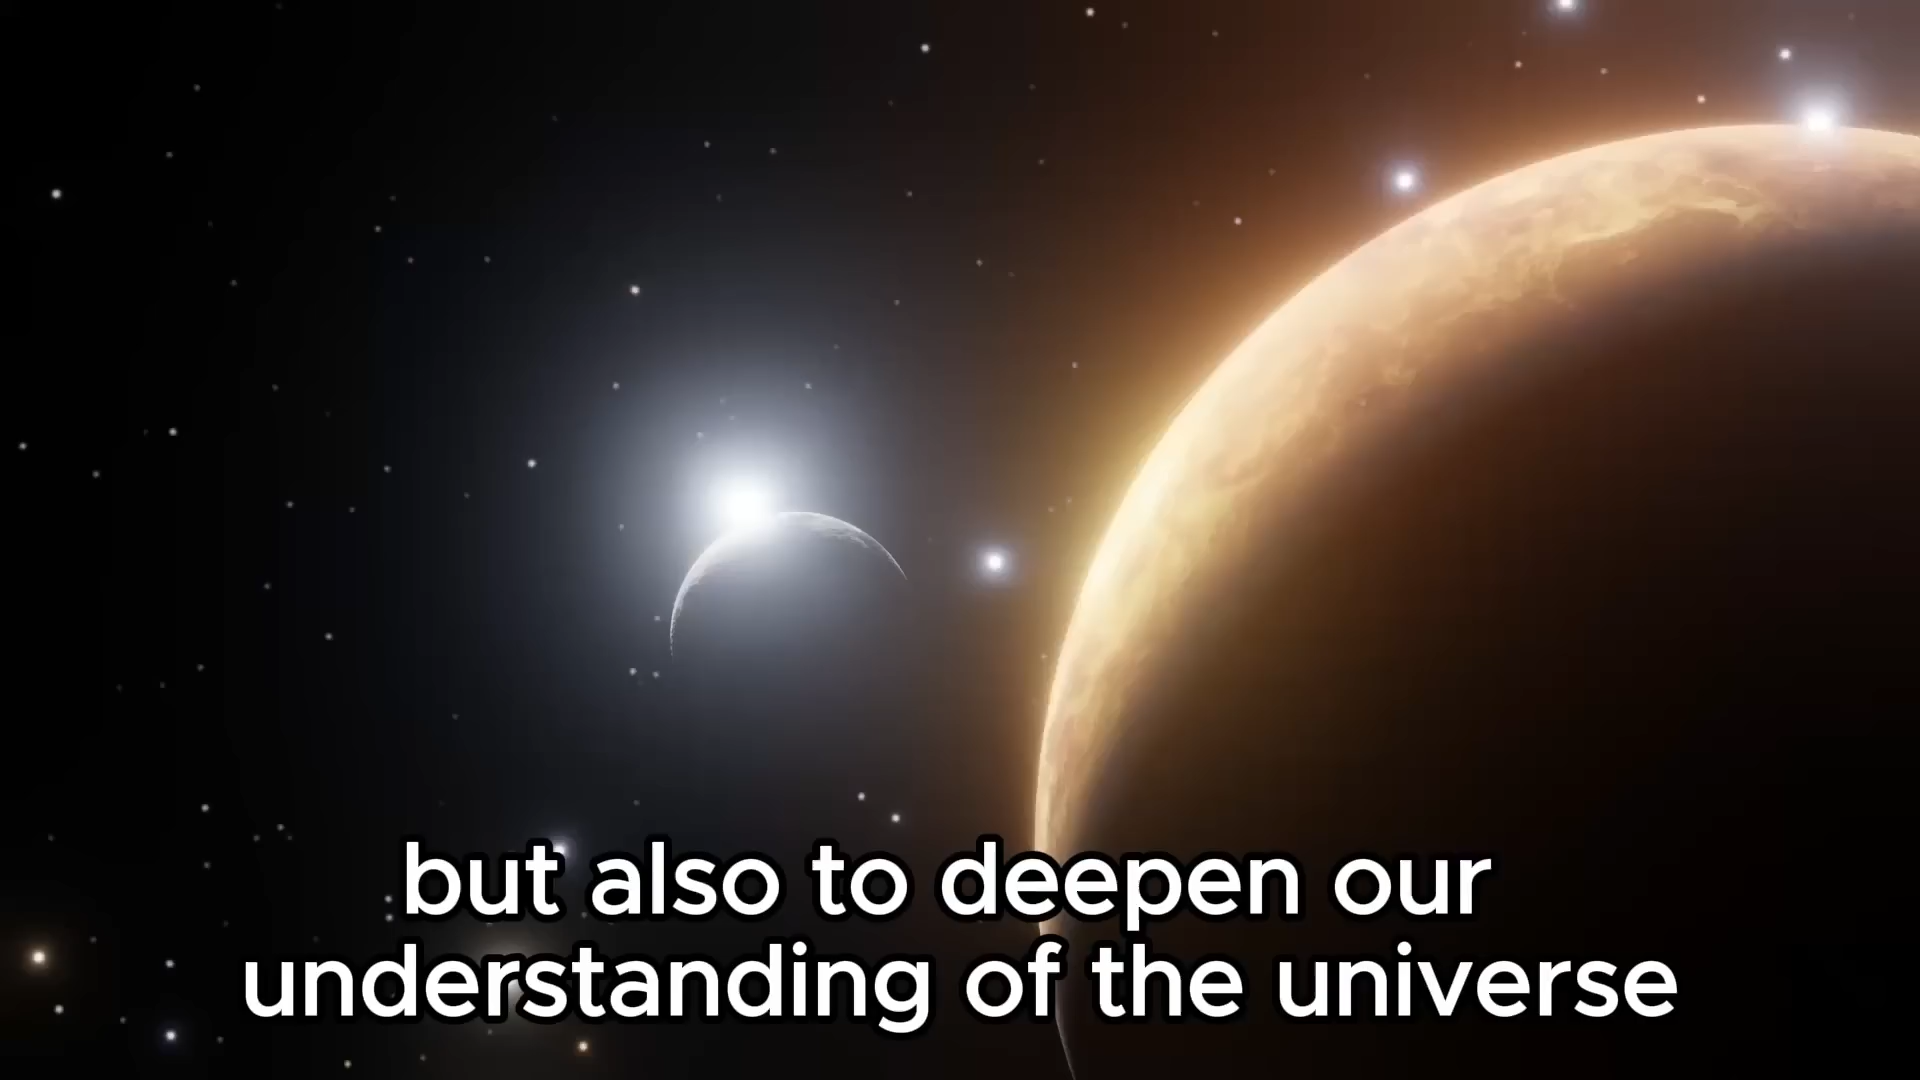 but also to deepen our
understanding of the universe